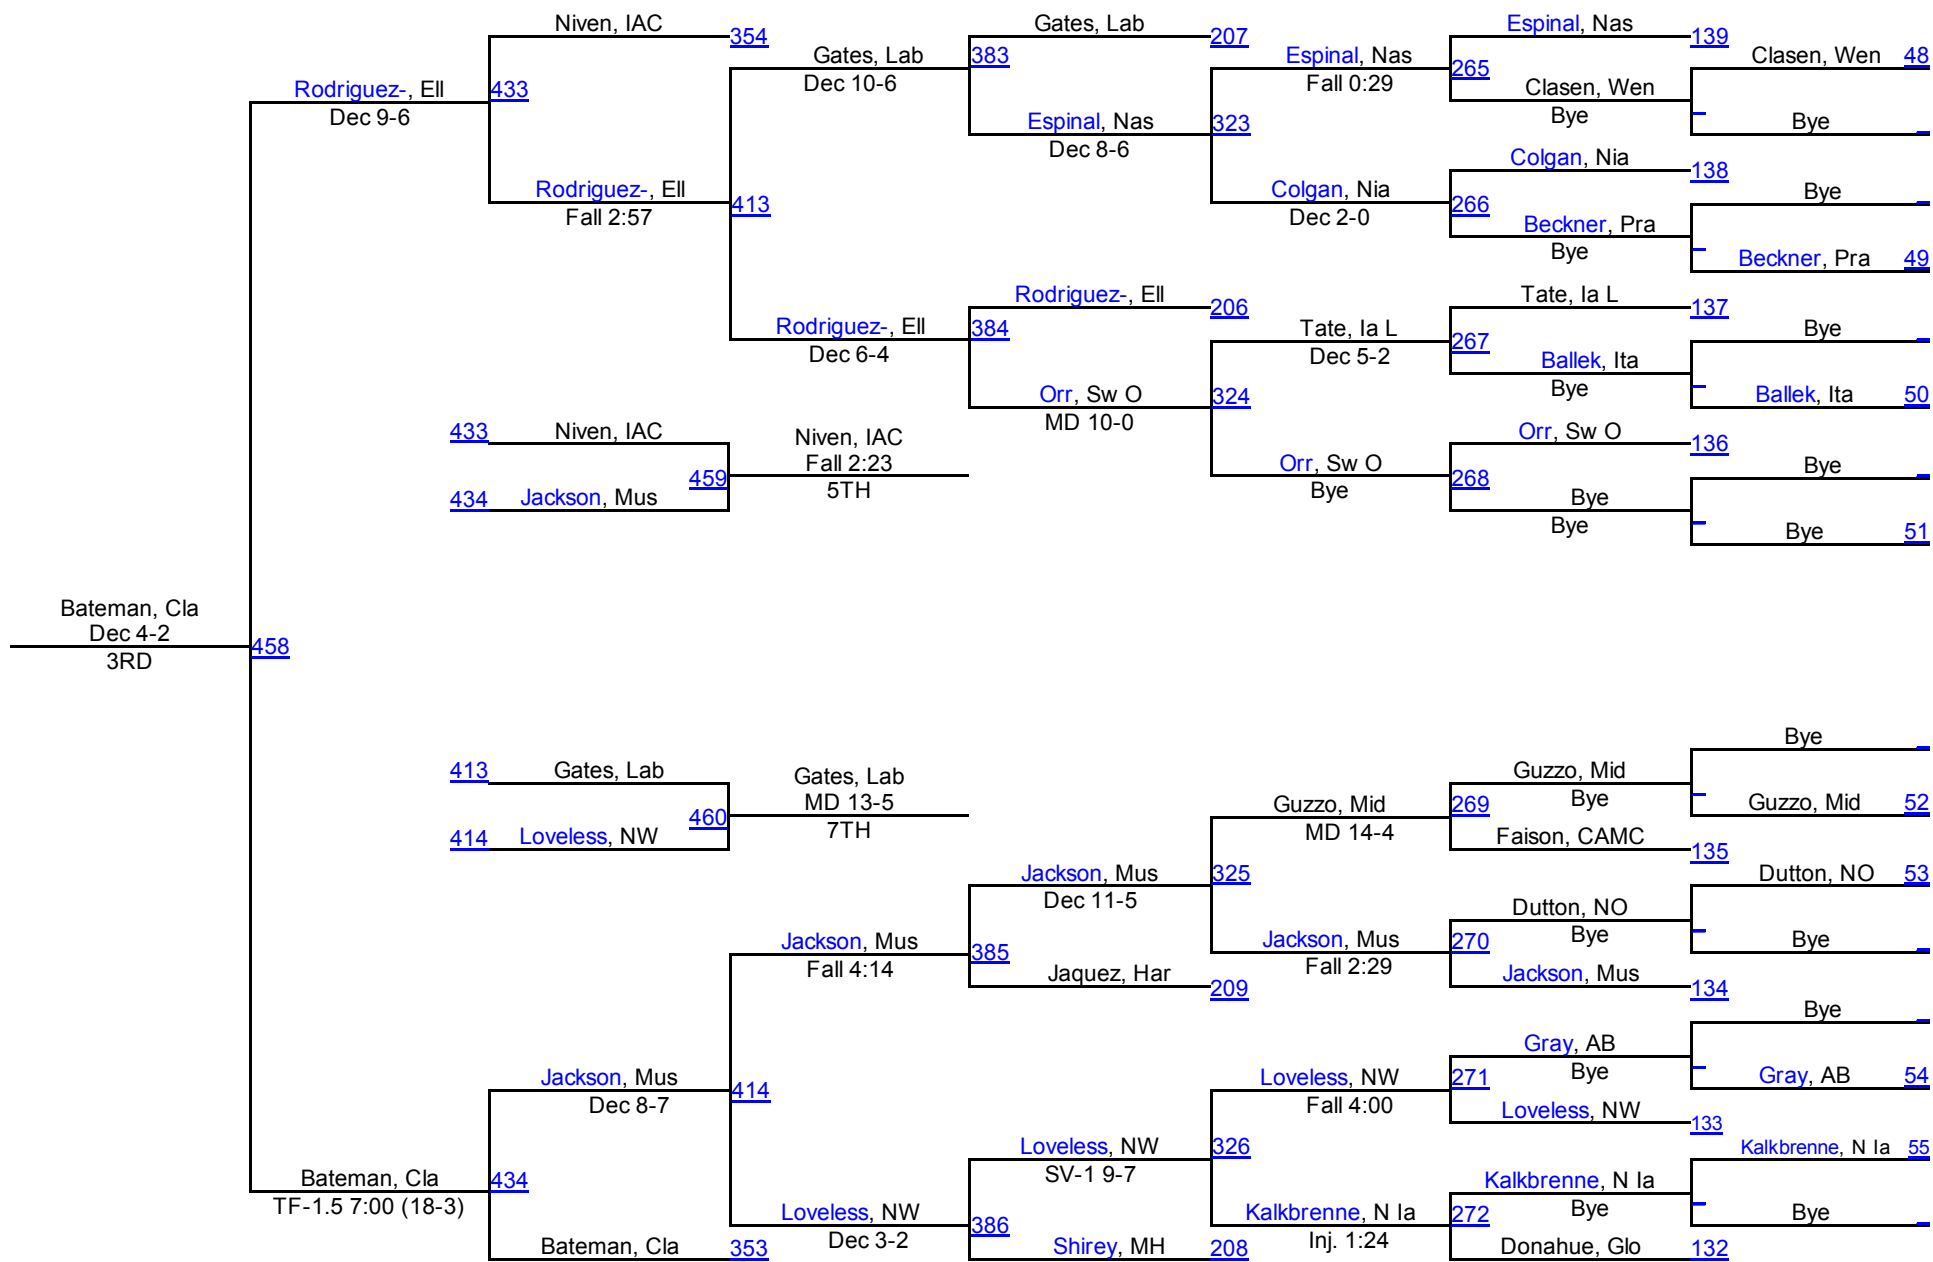 Niven, IAC
354
Gates, Lab
207
Espinal, Nas
139
Rodriguez-, Ell
Dec 9-6
433
Gates, Lab
Dec 10-6
383
Espinal, Nas
Fall 0:29
265
Clasen, Wen 48
Clasen, Wen
Bye
Bye
Espinal, Nas
Dec 8-6
323
Colgan, Nia
138
Rodriguez-, Ell
Fall 2:57
413
Colgan, Nia
Dec 2-0
266
Bye
Beckner, Pra
Bye
Beckner, Pra 49
Rodriguez-, Ell
206
Tate, Ia L
137
Rodriguez-, Ell
Dec 6-4
384
Tate, Ia L
Dec 5-2
267
Bye
Ballek, Ita
Bye
Ballek, Ita 50
Orr, Sw O
MD 10-0
324
433 Niven, IAC
459
434 Jackson, Mus
Niven, IAC
Fall 2:23
5TH
Orr, Sw O
136
Orr, Sw O
Bye
268
Bye
Bye
Bye
Bye 51
Bateman, Cla
Dec 4-2
3RD
458
413 Gates, Lab
460
414 Loveless, NW
Gates, Lab
MD 13-5
7TH
Bye
Guzzo, Mid
Bye
Guzzo, Mid 52
Guzzo, Mid
MD 14-4
269
Faison, CAMC
135
Jackson, Mus
Dec 11-5
325
Dutton, NO 53
Dutton, NO
Bye
Bye
Jackson, Mus
Fall 4:14
385
Jackson, Mus
Fall 2:29
270
Jaquez, Har
209
Jackson, Mus
134
Bye
Gray, AB
Bye
Gray, AB 54
Jackson, Mus
Dec 8-7
414
Loveless, NW
Fall 4:00
271
Loveless, NW
133
Loveless, NW
SV-1 9-7
326
Kalkbrenne, N Ia 55
Bateman, Cla
TF-1.5 7:00 (18-3)
434
Kalkbrenne, N Ia
Bye
Bye
Loveless, NW
Dec 3-2
386
Kalkbrenne, N Ia
Inj. 1:24
272
Bateman, Cla
353
Shirey, MH
208
Donahue, Glo
132